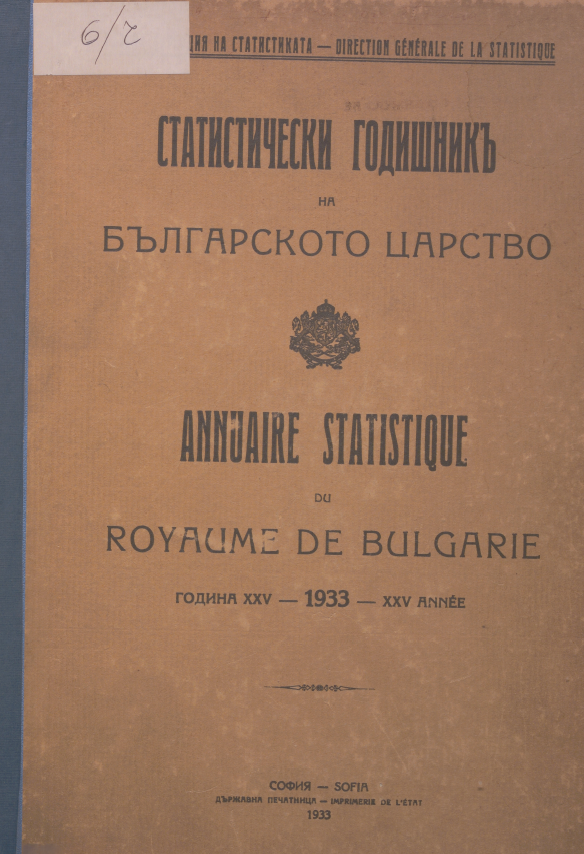 6/2
НА СТАТИСТИКАТА — DIRECTION GÉNÉRALE DE LA STATISTIQUE
СТАТИСТИЧЕСКИ ГОДИШНИКЪ
НА
БЪЛГАРСКОТО ЦАРСТВО
ANNUAIRE STATISTIQUE
DU
ROYAUME DE BULGARIE
ГОДИНА XXV — 1933 — XXV ANNÉE
СОФИЯ — SOFIA
ДЪРЖАВНА ПЕЧАТНИЦА — IMPRIMERIE DE L'ÉTAT
1933